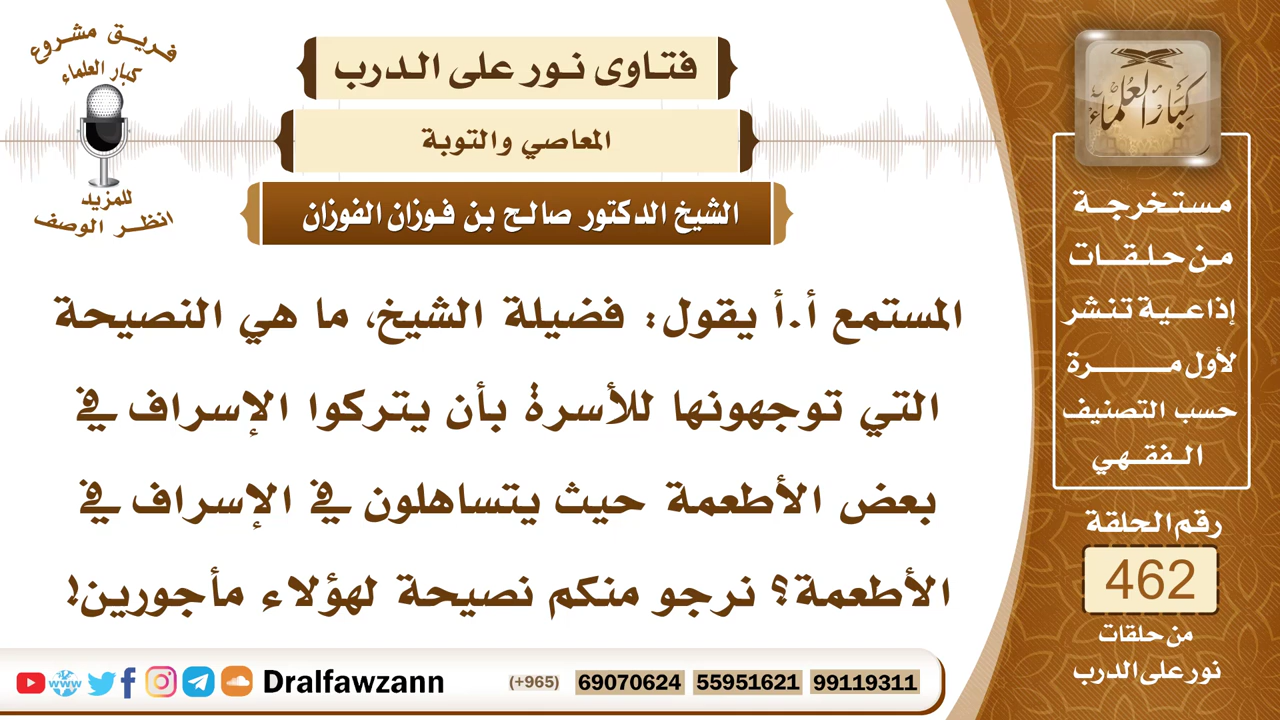 فريق مشروع
كبار العلماء
للمزيد
انظر الوصف
فتاوى نور على الدرب
المعاصي والتوبة
الشيخ الدكتور صالح بن فوزان الفوزان
المستمع أ.أ يقول: فضيلة الشيخ، ما هي النصيحة
التي توجهونها للأسرة بأن يتركوا الإسراف في
بعض الأطعمة حيث يتساهلون في الإسراف في
الأطعمة؟ نرجو منكم نصيحة لهؤلاء مأجورين!
كبار العلماء
مستخرجة
من حلقات
إذاعية تنشر
لأول مرة
حسب التصنيف
الفقهي
رقم الحلقة
462
من حلقات
نور على الدرب
www Dralfawzann (+965) 69070624 55951621 99119311